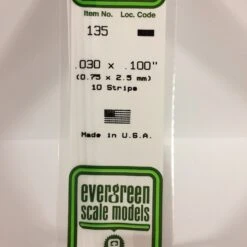 Item No. Loc. Code
135
.030 x .100"
(0.75 x 2.5 mm)
10 Strips
Made in U.S.A.
evergreen
scale models